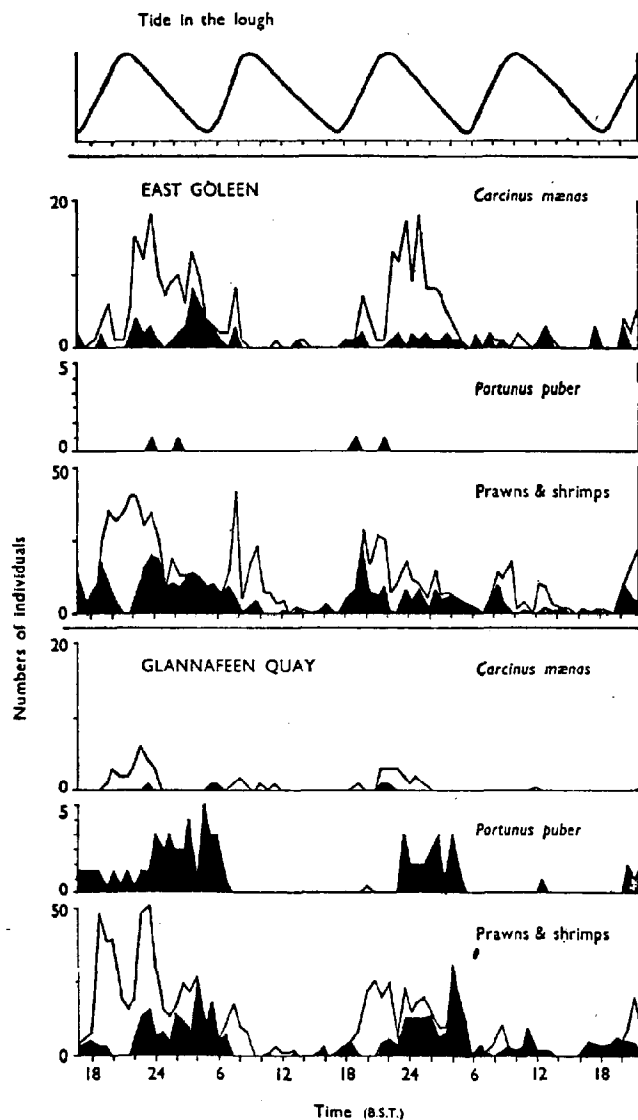 Tide in the lough
20
EAST GOLEEN
Carcinus mænas
0
5
Portunus puber
0
50
Prawns & shrimps
0
Numbers of individuals
20
GLANNAFEEN QUAY
Carcinus mænas
0
5
Portunus puber
0
50
Prawns & shrimps
0
18 24 6 12 18 24 6 12 18
Time (B.S.T.)